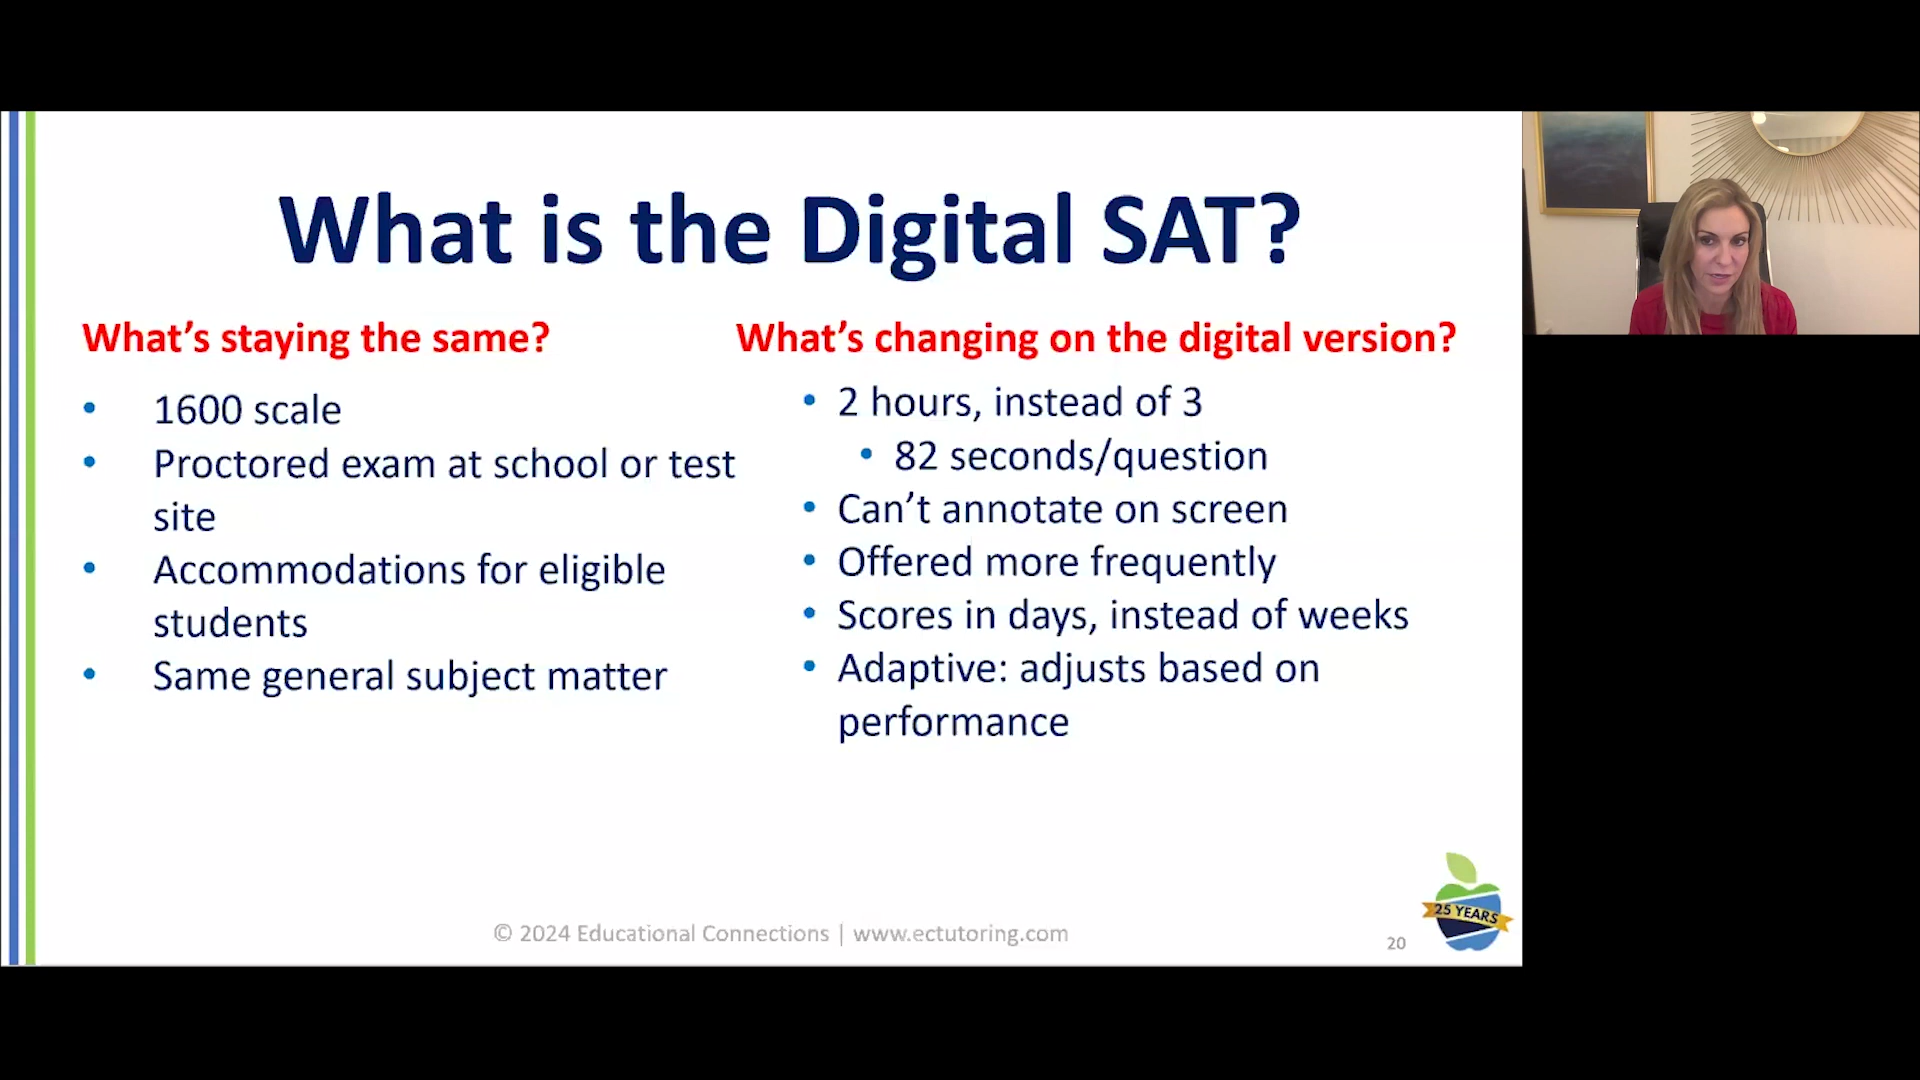 What is the Digital SAT?
What’s staying the same?
• 1600 scale
• Proctored exam at school or test
site
• Accommodations for eligible
students
• Same general subject matter
What’s changing on the digital version?
• 2 hours, instead of 3
• 82 seconds/question
• Can’t annotate on screen
• Offered more frequently
• Scores in days, instead of weeks
• Adaptive: adjusts based on
performance
© 2024 Educational Connections | www.ectutoring.com
20
25 YEARS